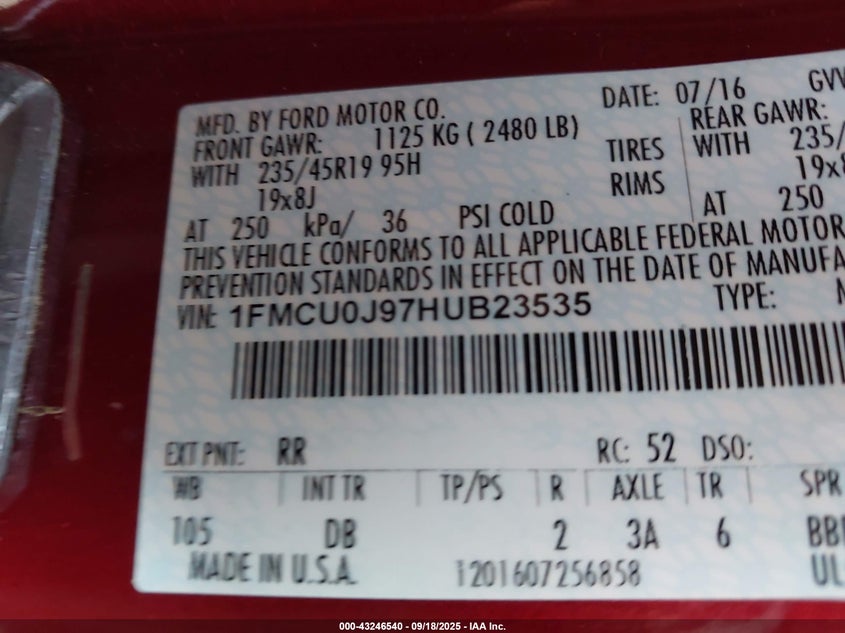 MFD. BY FORD MOTOR CO. DATE: 07/16 GVW
FRONT GAWR: 1125 KG ( 2480 LB) REAR GAWR:
WITH 235/45R19 95H TIRES WITH 235/
19x8J RIMS 19x8
AT 250 kPa/ 36 PSI COLD AT 250
THIS VEHICLE CONFORMS TO ALL APPLICABLE FEDERAL MOTOR
PREVENTION STANDARDS IN EFFECT ON THE DATE OF MANUFA
VIN: 1FMCU0J97HUB23535 TYPE:
EXT PNT: RR RC: 52 DSO:
WB INT TR TP/PS R AXLE TR SPR
105 DB 2 3A 6 BB
MADE IN U.S.A. 1201607256858 UL
000-43246540 - 09/18/2025 - IAA Inc.